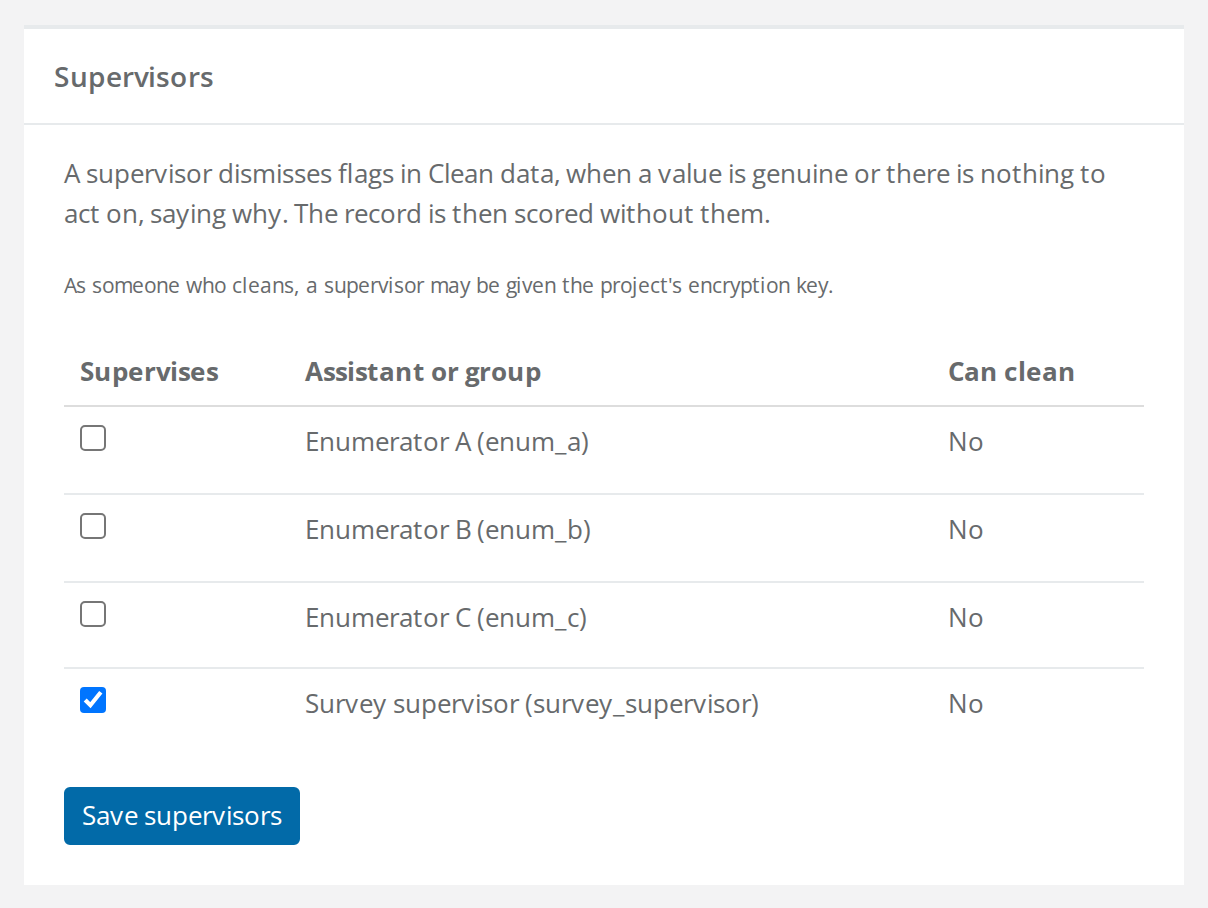 Supervisors
A supervisor dismisses flags in Clean data, when a value is genuine or there is nothing to
act on, saying why. The record is then scored without them.
As someone who cleans, a supervisor may be given the project's encryption key.
Supervises Assistant or group Can clean
Enumerator A (enum_a) No
Enumerator B (enum_b) No
Enumerator C (enum_c) No
Survey supervisor (survey_supervisor) No
Save supervisors